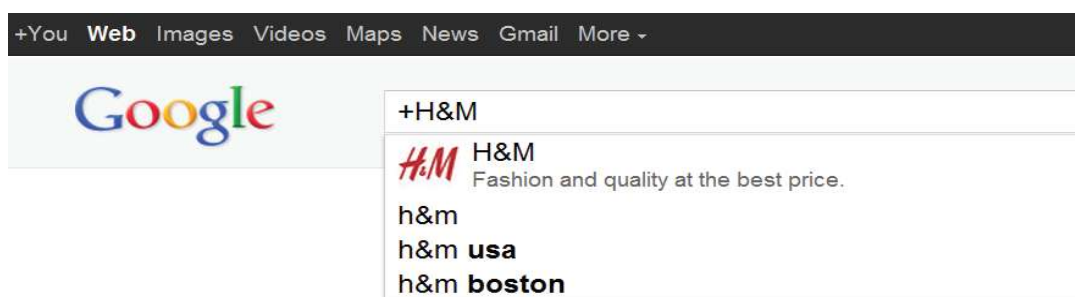 +You Web Images Videos Maps News Gmail More
Google
+H&M
H&M H&M
Fashion and quality at the best price.
h&m
h&m usa
h&m boston